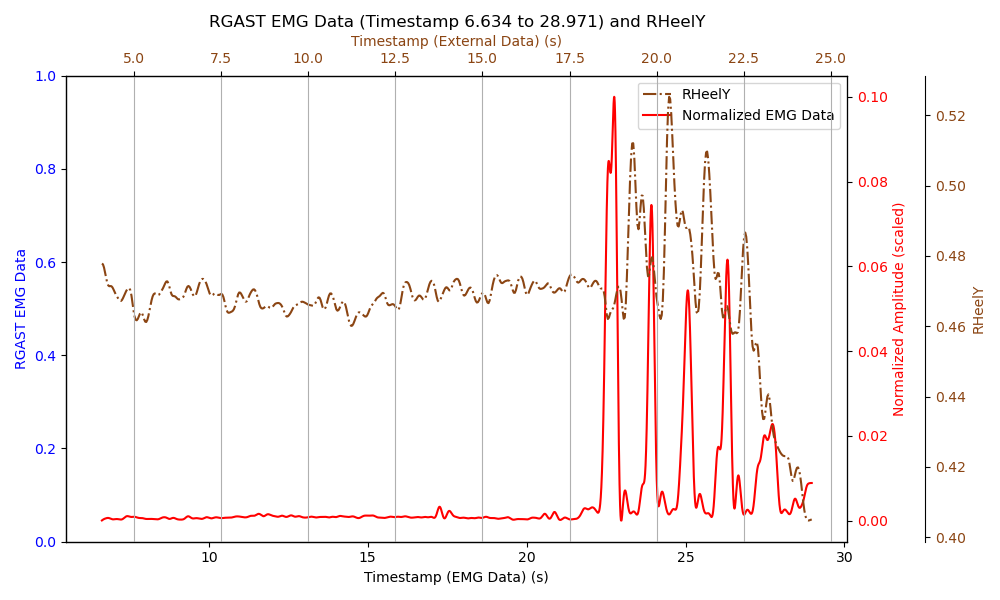 RGAST EMG Data (Timestamp 6.634 to 28.971) and RHeelY
Timestamp (External Data) (s)
5.0 7.5 10.0 12.5 15.0 17.5 20.0 22.5 25.0
RHeelY
Normalized EMG Data
1.0
0.8
0.6
0.4
0.2
0.0
RGAST EMG Data
0.10
0.08
0.06
0.04
0.02
0.00
Normalized Amplitude (scaled)
0.52
0.50
0.48
0.46
0.44
0.42
0.40
RHeelY
10 15 20 25 30
Timestamp (EMG Data) (s)